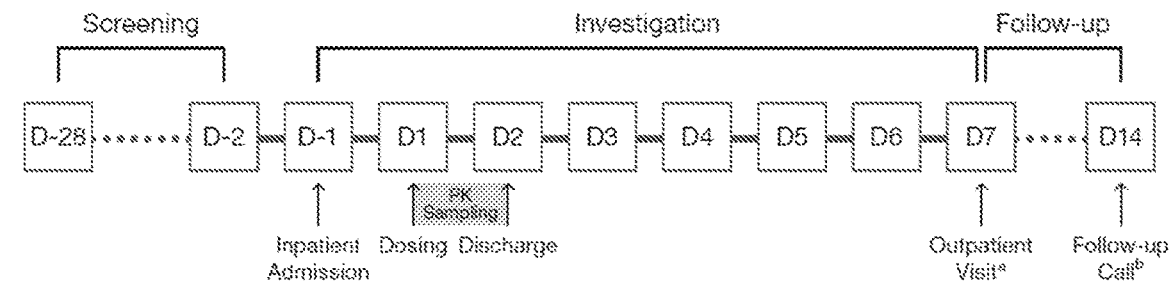 Screening Investigation Follow-up
D-28 D-2 D-1 D1 D2 D3 D4 D5 D6 D7 D14
PK
Sampling
Inpatient Dosing Discharge Outpatient Follow-up
Admission Visitª Callᵇ